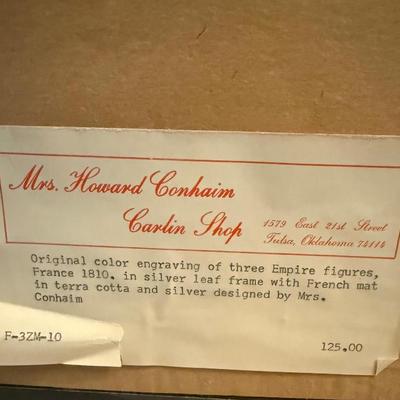 Mrs. Howard Conhaim
Carlin Shop
1579 East 21st Street
Tulsa, Oklahoma 74114
Original color engraving of three Empire figures,
France 1810. in silver leaf frame with French mat
in terra cotta and silver designed by Mrs.
Conhaim
F-3ZM-10
125.00